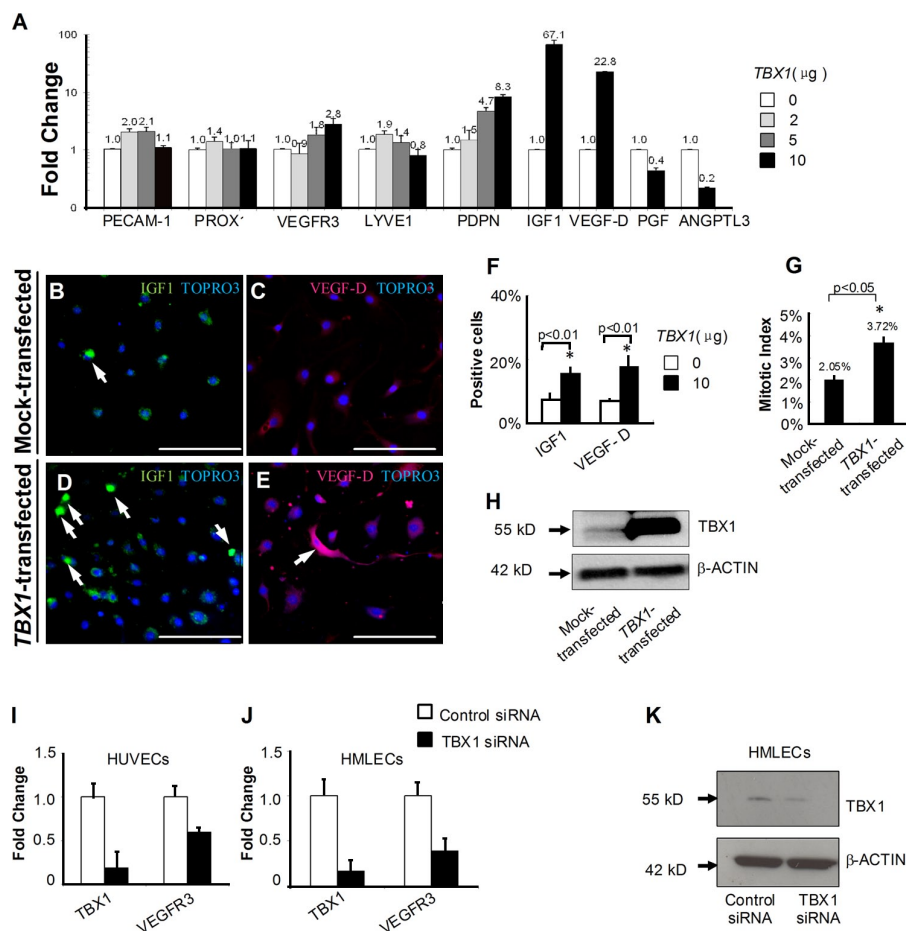 A
Fold Change
100
10
1
0
1.0 2.0 2.1 1.1
1.0 1.4 1.0 1.1
1.0 0.9 1.8 2.8
1.0 1.9 1.4 0.8
1.0 1.5 4.7 8.3
1.0 67.1
1.0 22.8
1.0 0.4
1.0 0.2
PECAM-1 PROX VEGFR3 LYVE1 PDPN IGF1 VEGF-D PGF ANGPTL3
TBX1(μg)
0
2
5
10
Mock-transfected
TBX1-transfected
B IGF1 TOPRO3
C VEGF-D TOPRO3
D IGF1 TOPRO3
E VEGF-D TOPRO3
F
Positive cells
40%
20%
0%
p<0.01 p<0.01
* *
IGF1 VEGF-D
TBX1(μg)
0
10
G
Mitotic Index
5%
4%
3%
2%
1%
0%
p<0.05
*
2.05% 3.72%
Mock-transfected
TBX1-transfected
H
55 kD TBX1
42 kD β-ACTIN
Mock-transfected
TBX1-transfected
I
HUVECs
Fold Change
1.5
1.0
0.5
0
TBX1 VEGFR3
J
HMLECs
Fold Change
1.5
1.0
0.5
0
TBX1 VEGFR3
Control siRNA
TBX1 siRNA
K
HMLECs
55 kD TBX1
42 kD β-ACTIN
Control siRNA
TBX1 siRNA